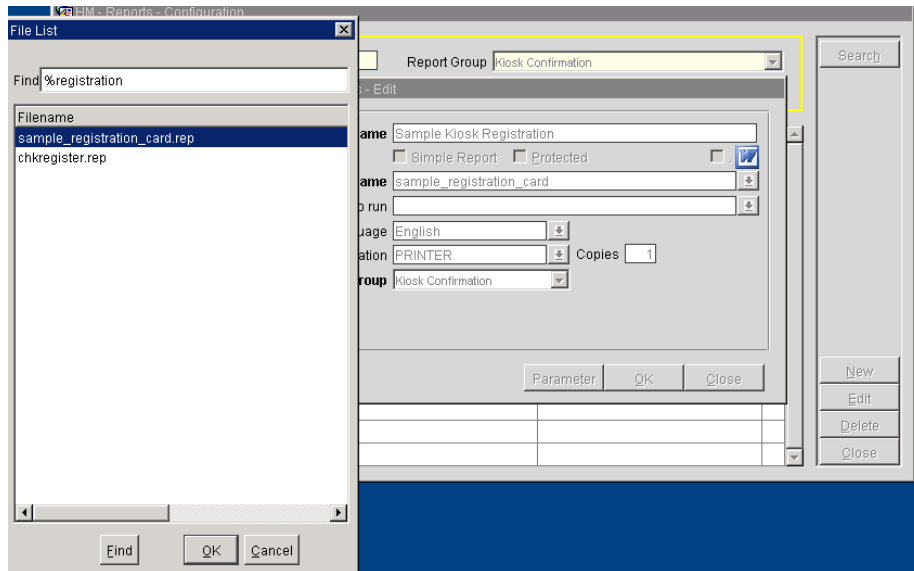 HM - Reports - Configuration
File List
Find %registration
Filename
sample_registration_card.rep
chkregister.rep
Find
OK
Cancel
Report Group Kiosk Confirmation
Search
- Edit
ame Sample Kiosk Registration
Simple Report Protected .
ame sample_registration_card
o run
uage English
ation PRINTER Copies 1
roup Kiosk Confirmation
Parameter OK Close
New
Edit
Delete
Close